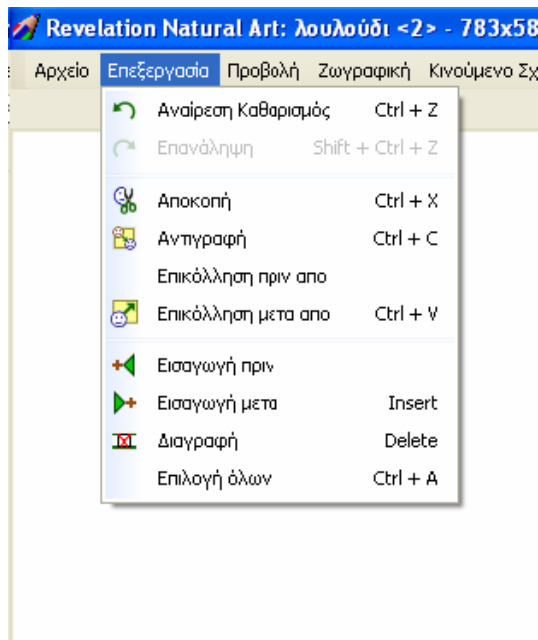 Revelation Natural Art: λουλούδι <2> - 783x58
Αρχείο Επεξεργασία Προβολή Ζωγραφική Κινούμενο Σχ
Αναίρεση Καθαρισμός Ctrl + Z
Επανάληψη Shift + Ctrl + Z
Αποκοπή Ctrl + X
Αντιγραφή Ctrl + C
Επικόλληση πριν απο
Επικόλληση μετα απο Ctrl + V
Εισαγωγή πριν
Εισαγωγή μετα Insert
Διαγραφή Delete
Επιλογή όλων Ctrl + A